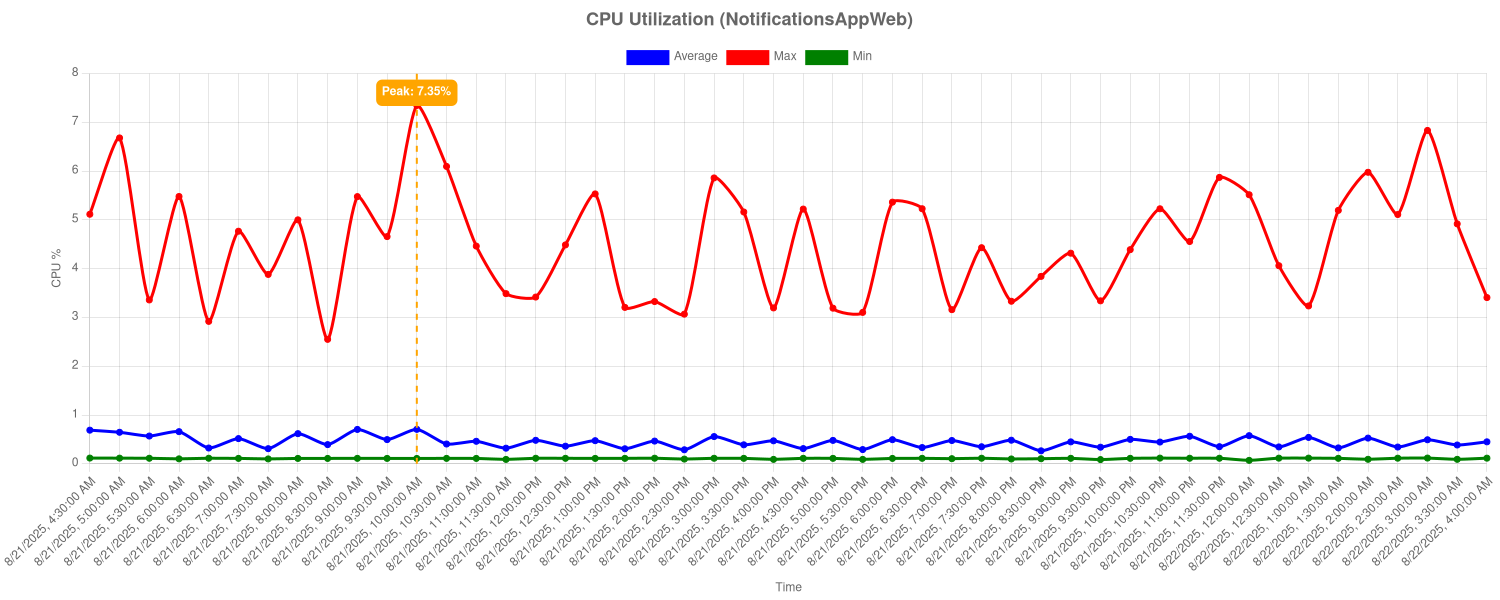 CPU Utilization (NotificationsAppWeb)
Average Max Min
Peak: 7.35%
8
7
6
5
4
3
2
1
0
CPU %
8/21/2025, 4:30:00 AM
8/21/2025, 5:00:00 AM
8/21/2025, 5:30:00 AM
8/21/2025, 6:00:00 AM
8/21/2025, 6:30:00 AM
8/21/2025, 7:00:00 AM
8/21/2025, 7:30:00 AM
8/21/2025, 8:00:00 AM
8/21/2025, 8:30:00 AM
8/21/2025, 9:00:00 AM
8/21/2025, 9:30:00 AM
8/21/2025, 10:00:00 AM
8/21/2025, 10:30:00 AM
8/21/2025, 11:00:00 AM
8/21/2025, 11:30:00 AM
8/21/2025, 12:00:00 PM
8/21/2025, 12:30:00 PM
8/21/2025, 1:00:00 PM
8/21/2025, 1:30:00 PM
8/21/2025, 2:00:00 PM
8/21/2025, 2:30:00 PM
8/21/2025, 3:00:00 PM
8/21/2025, 3:30:00 PM
8/21/2025, 4:00:00 PM
8/21/2025, 4:30:00 PM
8/21/2025, 5:00:00 PM
8/21/2025, 5:30:00 PM
8/21/2025, 6:00:00 PM
8/21/2025, 6:30:00 PM
8/21/2025, 7:00:00 PM
8/21/2025, 7:30:00 PM
8/21/2025, 8:00:00 PM
8/21/2025, 8:30:00 PM
8/21/2025, 9:00:00 PM
8/21/2025, 9:30:00 PM
8/21/2025, 10:00:00 PM
8/21/2025, 10:30:00 PM
8/21/2025, 11:00:00 PM
8/21/2025, 11:30:00 PM
8/22/2025, 12:00:00 AM
8/22/2025, 12:30:00 AM
8/22/2025, 1:00:00 AM
8/22/2025, 1:30:00 AM
8/22/2025, 2:00:00 AM
8/22/2025, 2:30:00 AM
8/22/2025, 3:00:00 AM
8/22/2025, 3:30:00 AM
8/22/2025, 4:00:00 AM
Time